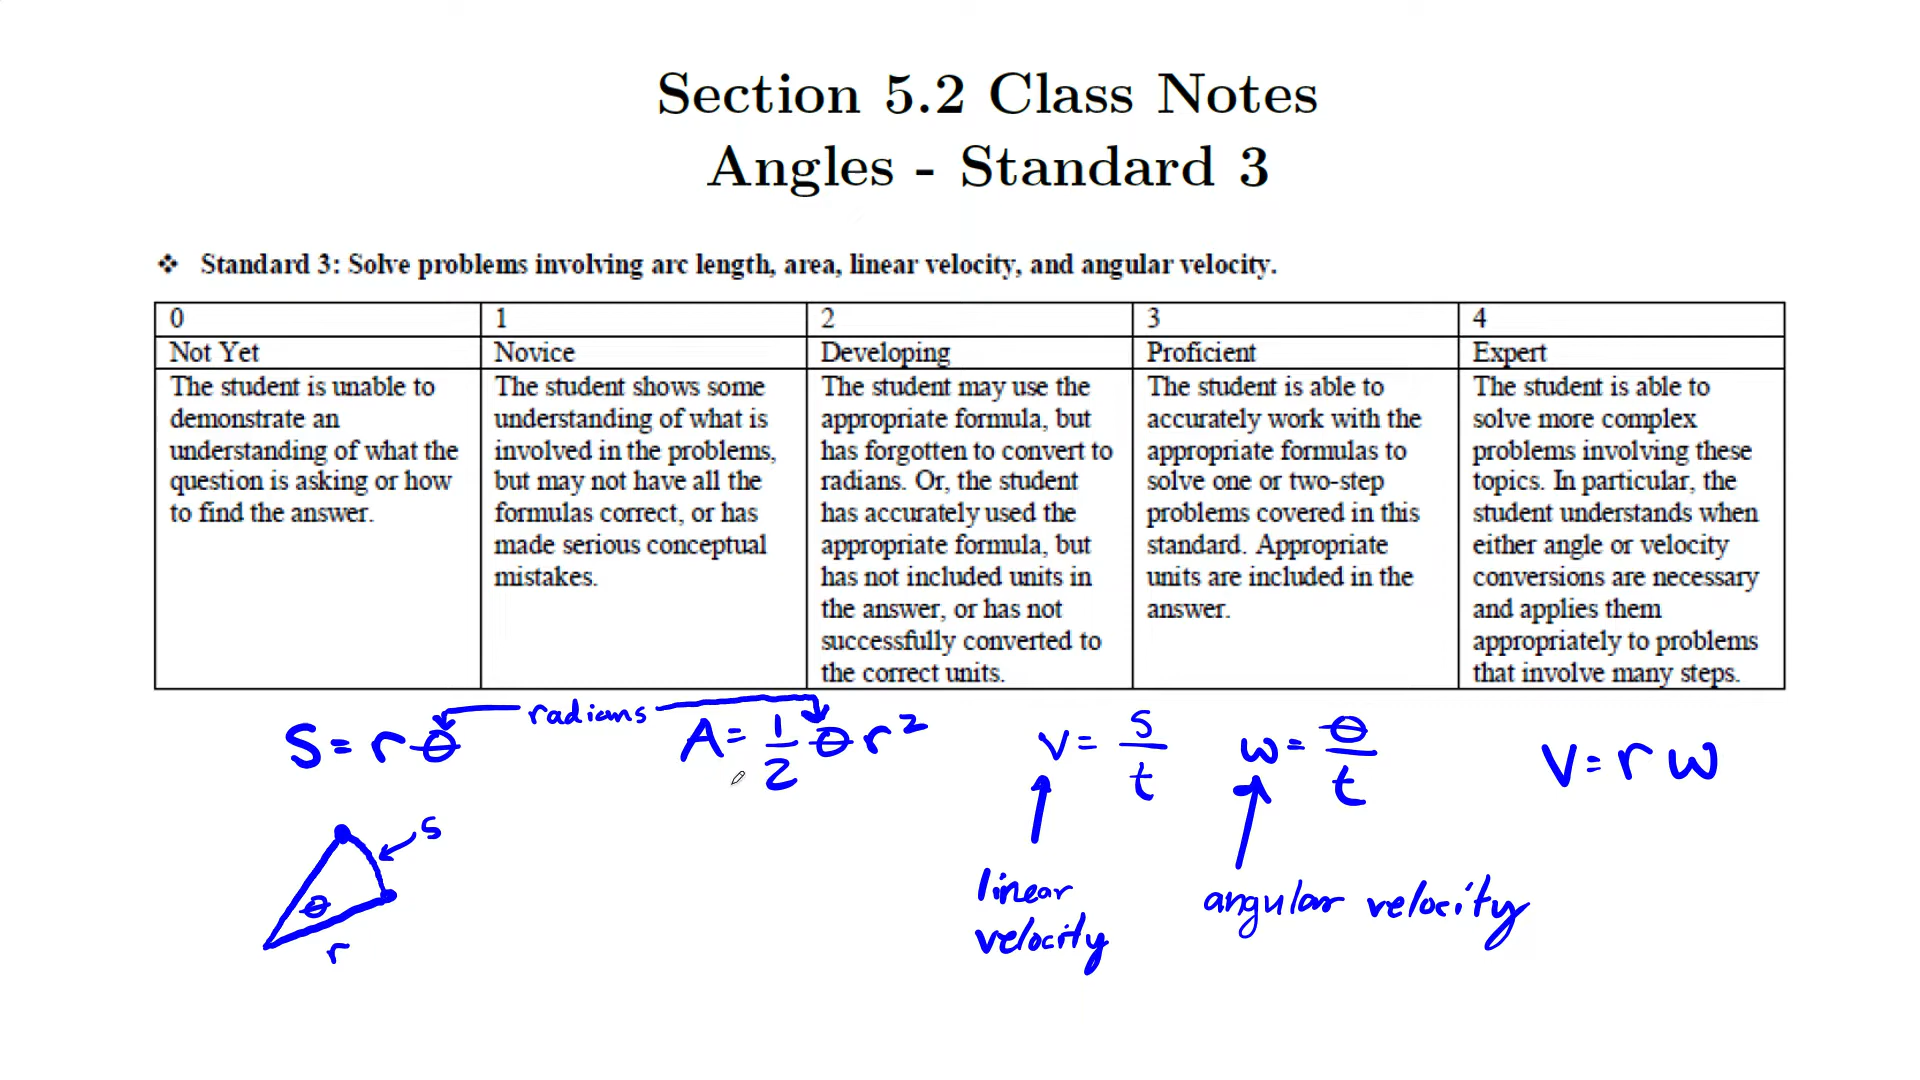 Section 5.2 Class Notes
Angles - Standard 3
❖ Standard 3: Solve problems involving arc length, area, linear velocity, and angular velocity.
0
Not Yet
The student is unable to
demonstrate an
understanding of what the
question is asking or how
to find the answer.
1
Novice
The student shows some
understanding of what is
involved in the problems,
but may not have all the
formulas correct, or has
made serious conceptual
mistakes.
2
Developing
The student may use the
appropriate formula, but
has forgotten to convert to
radians. Or, the student
has accurately used the
appropriate formula, but
has not included units in
the answer, or has not
successfully converted to
the correct units.
3
Proficient
The student is able to
accurately work with the
appropriate formulas to
solve one or two-step
problems covered in this
standard. Appropriate
units are included in the
answer.
4
Expert
The student is able to
solve more complex
problems involving these
topics. In particular, the
student understands when
either angle or velocity
conversions are necessary
and applies them
appropriately to problems
that involve many steps.
S = r θ
radians
A = 1/2 θ r²
v = s/t
w = θ/t
V = r w
s
θ
r
linear
velocity
angular velocity